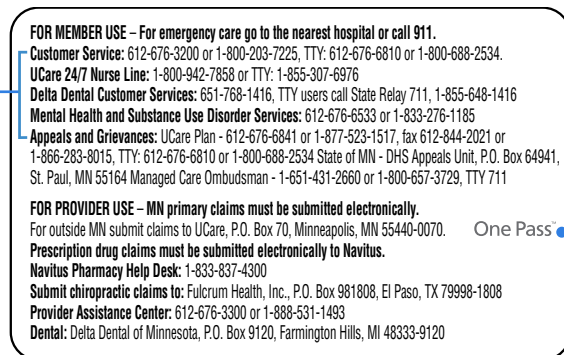 FOR MEMBER USE – For emergency care go to the nearest hospital or call 911.
Customer Service: 612-676-3200 or 1-800-203-7225, TTY: 612-676-6810 or 1-800-688-2534.
UCare 24/7 Nurse Line: 1-800-942-7858 or TTY: 1-855-307-6976
Delta Dental Customer Services: 651-768-1416, TTY users call State Relay 711, 1-855-648-1416
Mental Health and Substance Use Disorder Services: 612-676-6533 or 1-833-276-1185
Appeals and Grievances: UCare Plan - 612-676-6841 or 1-877-523-1517, fax 612-844-2021 or
1-866-283-8015, TTY: 612-676-6810 or 1-800-688-2534 State of MN - DHS Appeals Unit, P.O. Box 64941,
St. Paul, MN 55164 Managed Care Ombudsman - 1-651-431-2660 or 1-800-657-3729, TTY 711
FOR PROVIDER USE – MN primary claims must be submitted electronically.
For outside MN submit claims to UCare, P.O. Box 70, Minneapolis, MN 55440-0070.
One Pass™
Prescription drug claims must be submitted electronically to Navitus.
Navitus Pharmacy Help Desk: 1-833-837-4300
Submit chiropractic claims to: Fulcrum Health, Inc., P.O. Box 981808, El Paso, TX 79998-1808
Provider Assistance Center: 612-676-3300 or 1-888-531-1493
Dental: Delta Dental of Minnesota, P.O. Box 9120, Farmington Hills, MI 48333-9120